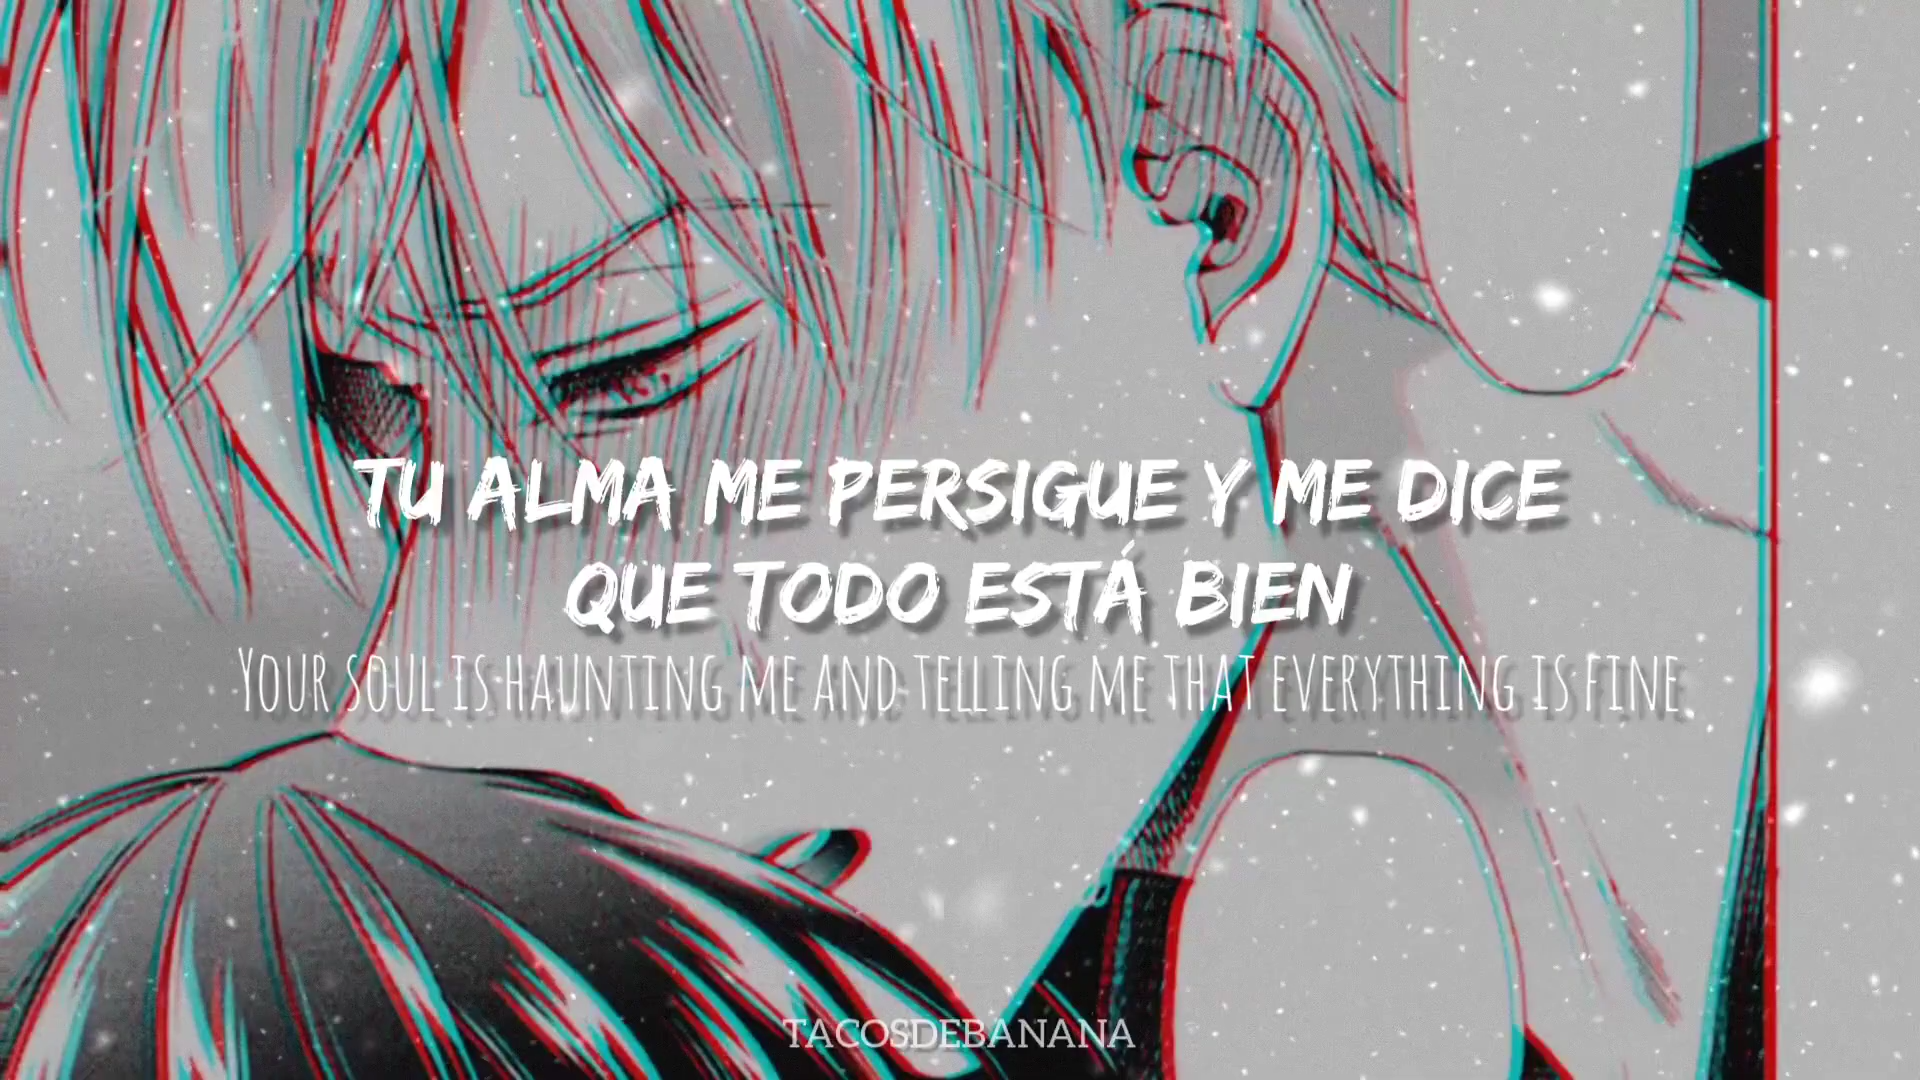 TU ALMA ME PERSIGUE Y ME DICE
QUE TODO ESTÁ BIEN
YOUR SOUL IS HAUNTING ME AND TELLING ME THAT EVERYTHING IS FINE
TACOSDEBANANA